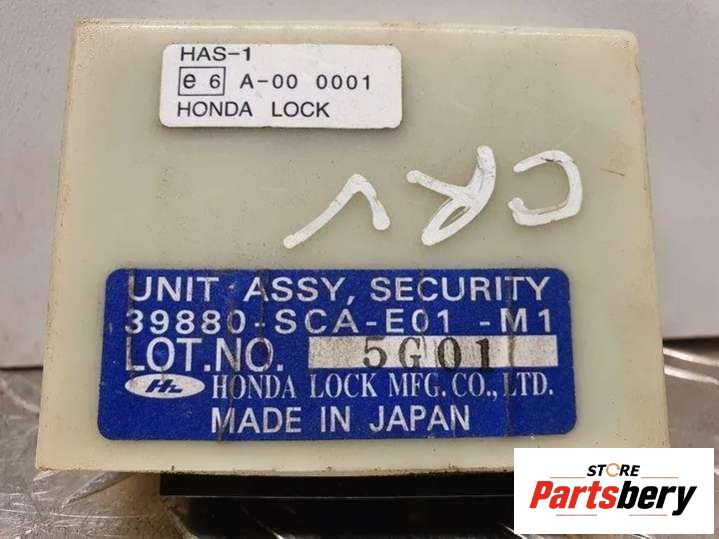 HAS-1
e 6 A-00 0001
HONDA LOCK
CRV
UNIT ASSY, SECURITY
39880-SCA-E01 -M1
LOT.NO. 5G01
HL HONDA LOCK MFG. CO., LTD.
MADE IN JAPAN
STORE
Partsbery